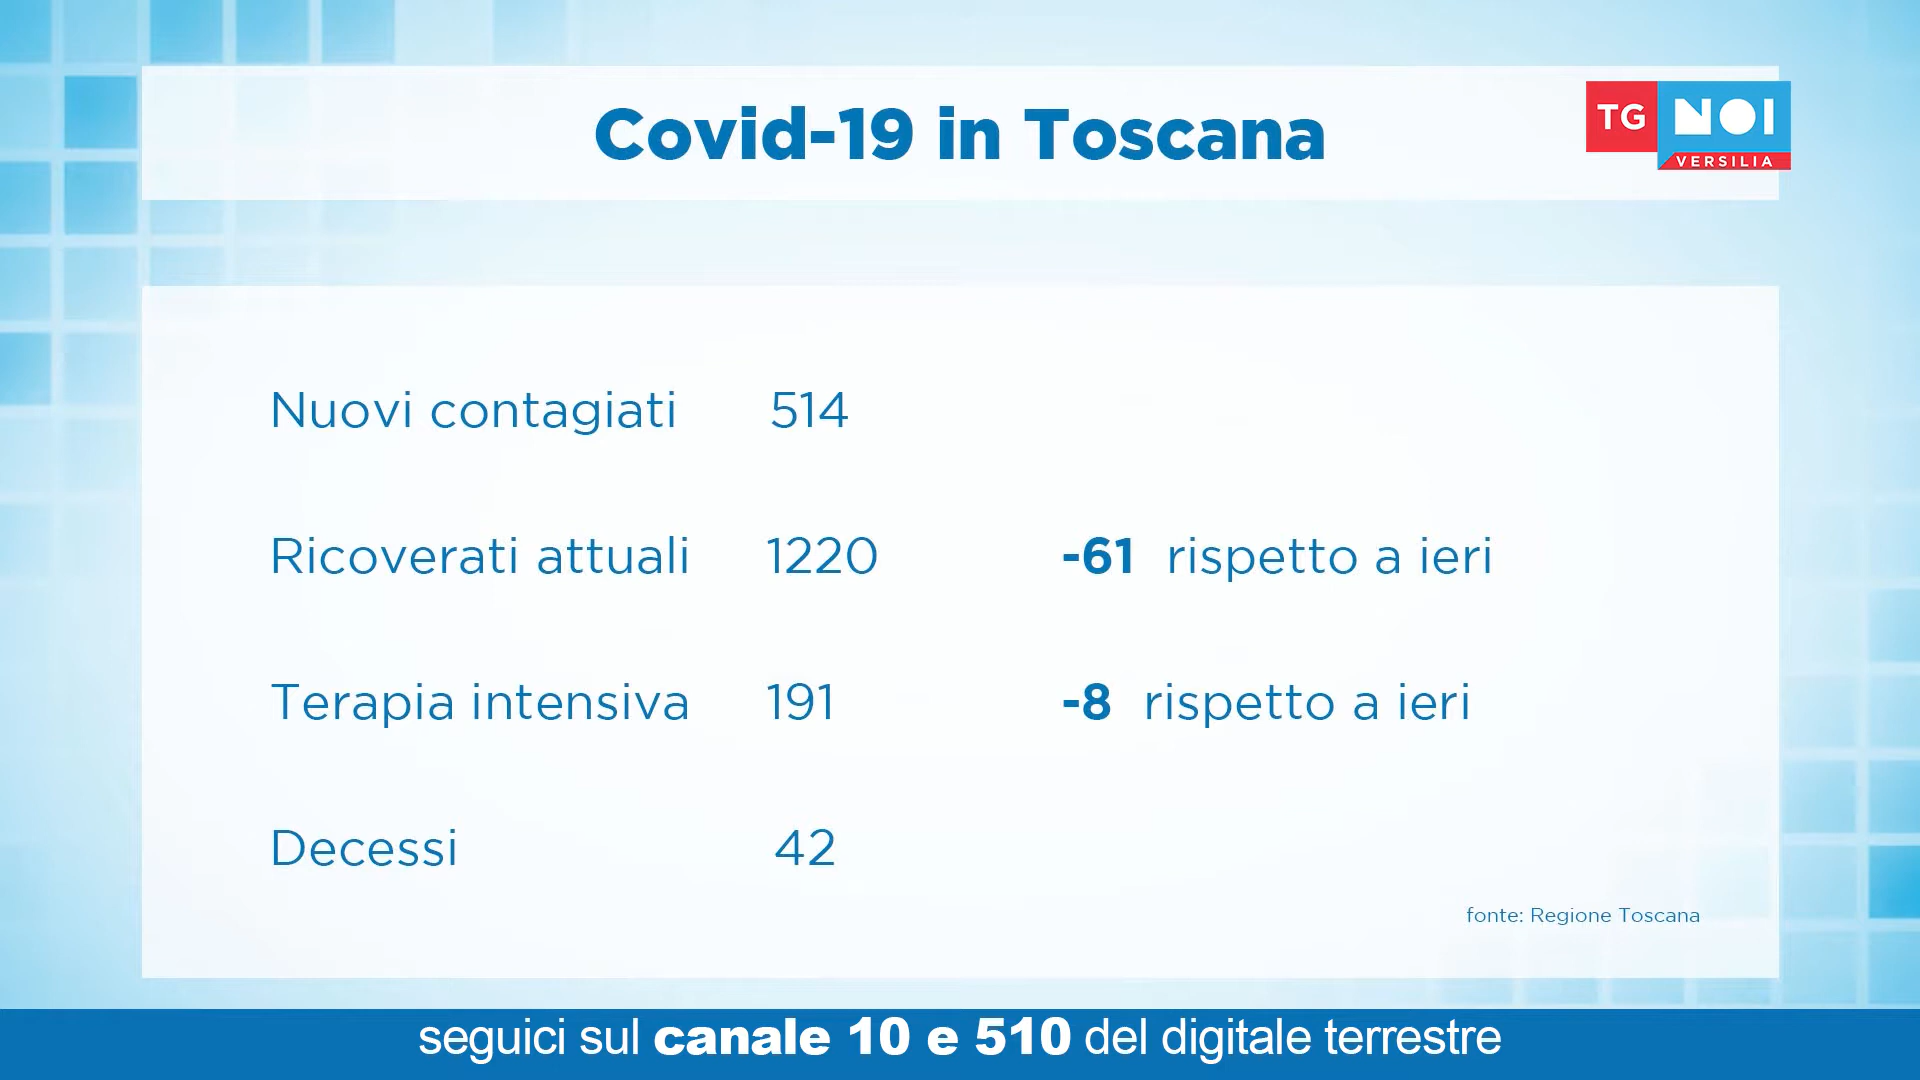 Covid-19 in Toscana
TG NOI
VERSILIA
Nuovi contagiati 514
Ricoverati attuali 1220 -61 rispetto a ieri
Terapia intensiva 191 -8 rispetto a ieri
Decessi 42
fonte: Regione Toscana
seguici sul canale 10 e 510 del digitale terrestre